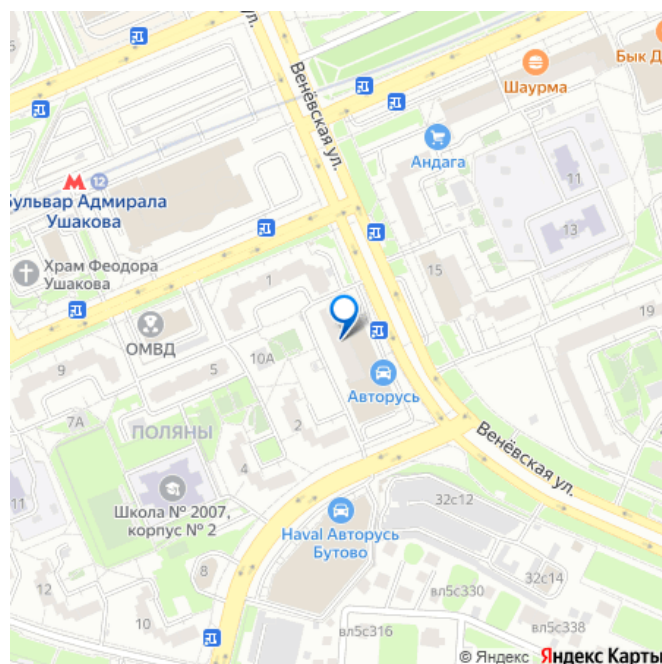 ул.
Венёвская ул.
Бык Д
Шаурма
Андага
11
12
Бульвар Адмирала
Ушакова
13
Храм Феодора
Ушакова
1
15
ОМВД
19
10А
9
5
Авторусь
7А
ПОЛЯНЫ
2
Венёвская ул.
4
Школа № 2007,
корпус № 2
32с12
11
Haval Авторусь
Бутово
8
32с14
12
вл5с330
10
вл5с316
вл5с338
© Яндекс Яндекс Карты